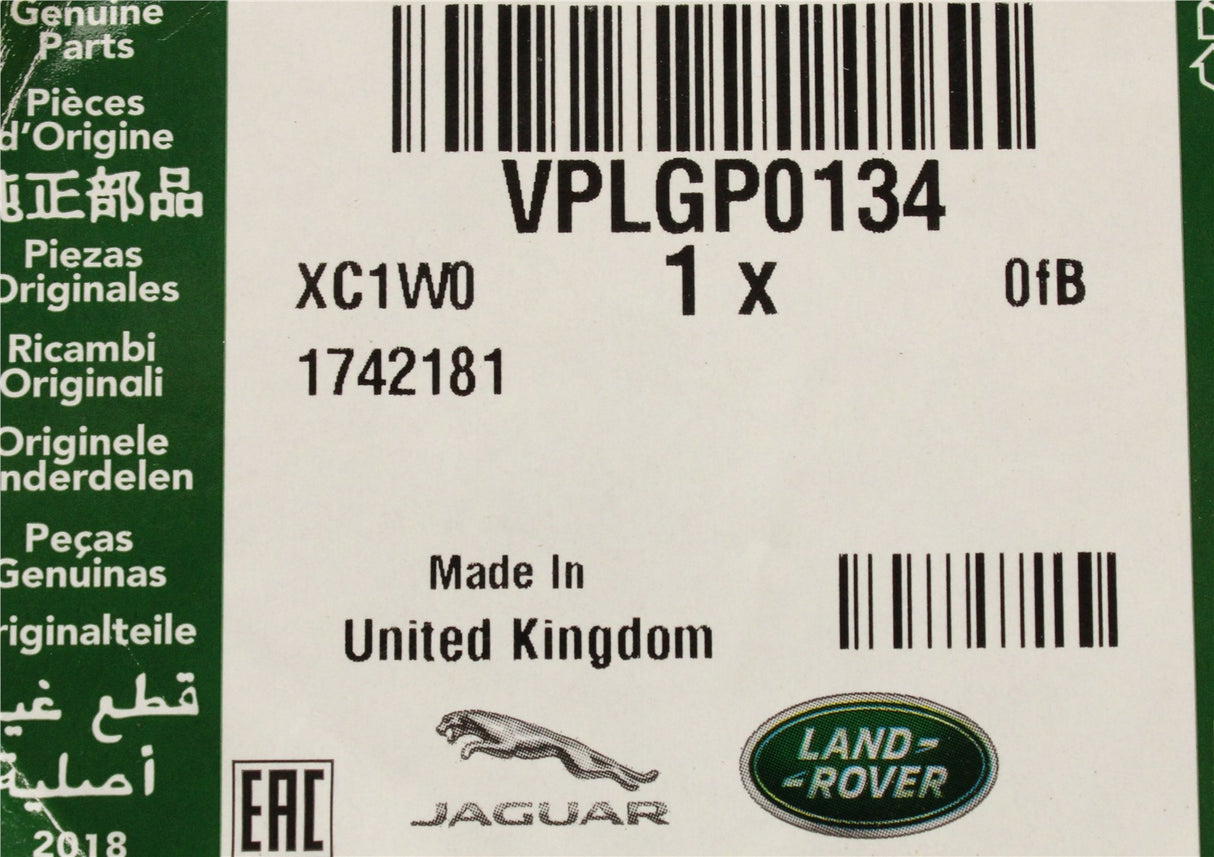 Genuine
Parts
Pièces
d'Origine
純正部品
Piezas
Originales
Ricambi
Originali
Originele
Onderdelen
Peças
Genuinas
Originalteile
قطع غيـ
أصلية
2018
VPLGP0134
XC1W0 1 x 0fB
1742181
Made In
United Kingdom
JAGUAR
LAND-
-ROVER
EAC